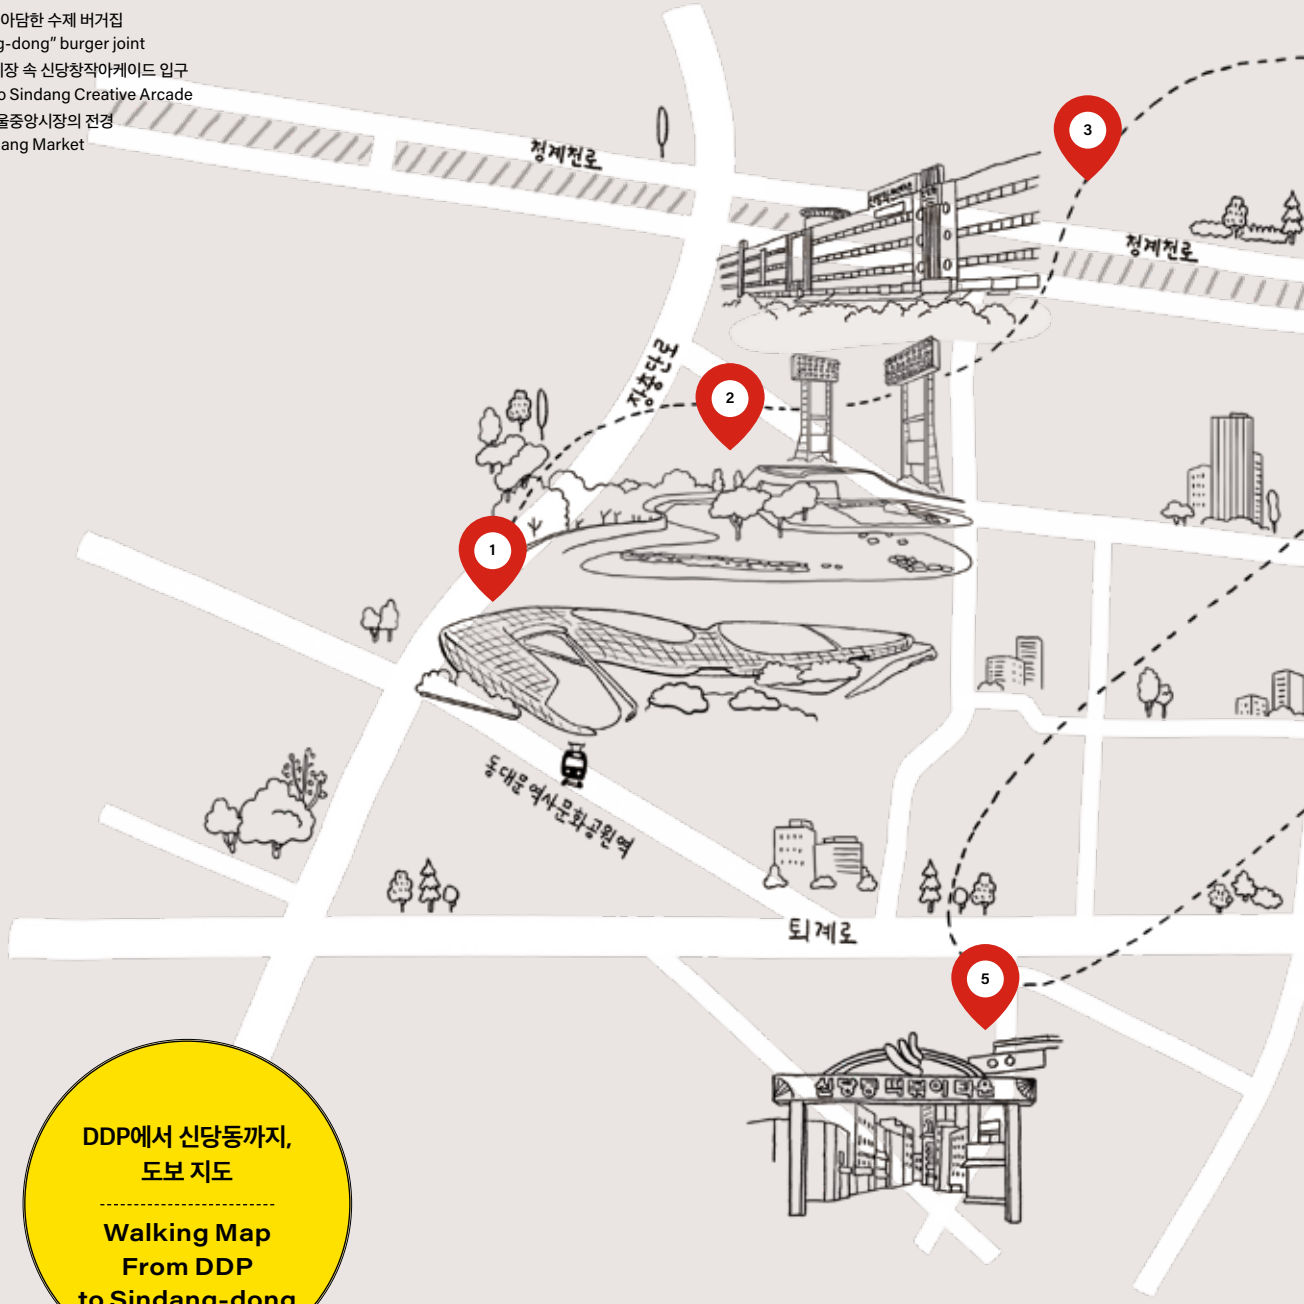 아담한 수제 버거집
g-dong” burger joint
장 속 신당창작아케이드 입구
o Sindang Creative Arcade
울중앙시장의 전경
ang Market
청계천로
3
청계천로
장충단로
2
1
동대문역사문화공원역
퇴계로
5
신당동 떡볶이 타운
DDP에서 신당동까지,
도보 지도
Walking Map
From DDP
to Sindang-dong